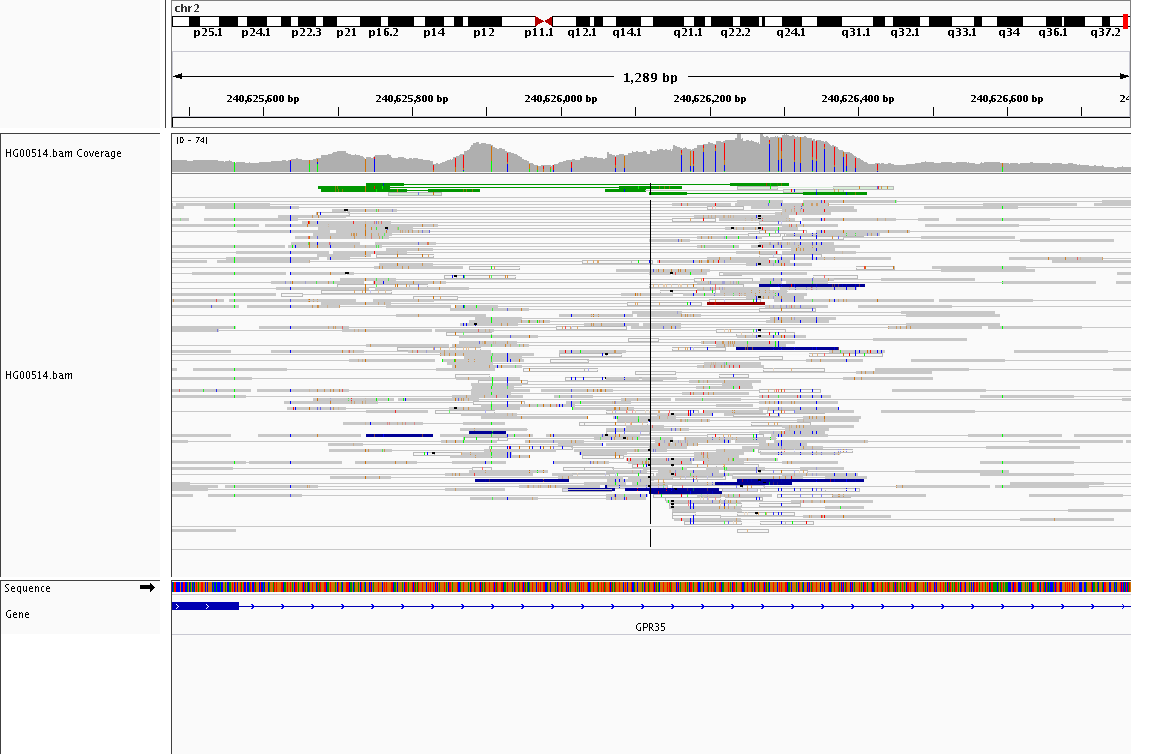 chr2
p25.1 p24.1 p22.3 p21 p16.2 p14 p12 p11.1 q12.1 q14.1 q21.1 q22.2 q24.1 q31.1 q32.1 q33.1 q34 q36.1 q37.2
1,289 bp
240,625,600 bp 240,625,800 bp 240,626,000 bp 240,626,200 bp 240,626,400 bp 240,626,600 bp 24
HG00514.bam Coverage
[0 - 74]
HG00514.bam
Sequence
Gene
GPR35